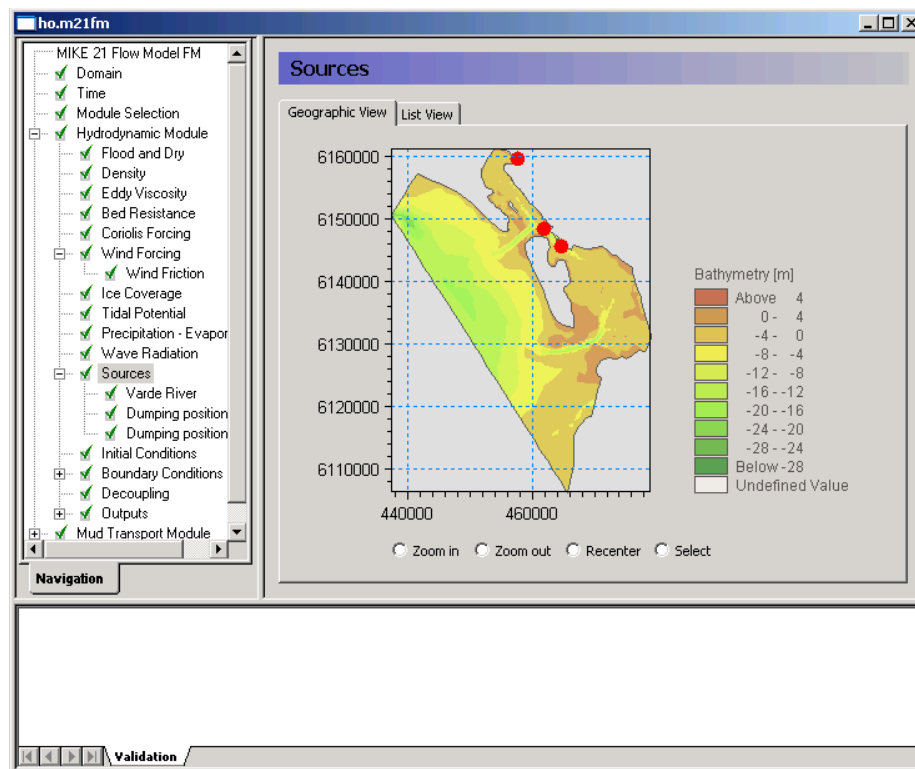 ho.m21fm
MIKE 21 Flow Model FM
Domain
Time
Module Selection
Hydrodynamic Module
Flood and Dry
Density
Eddy Viscosity
Bed Resistance
Coriolis Forcing
Wind Forcing
Wind Friction
Ice Coverage
Tidal Potential
Precipitation - Evapor
Wave Radiation
Sources
Varde River
Dumping position
Dumping position
Initial Conditions
Boundary Conditions
Decoupling
Outputs
Mud Transport Module
Navigation
Sources
Geographic View List View
6160000
6150000
6140000
6130000
6120000
6110000
440000 460000
Bathymetry [m]
Above 4
0 - 4
-4 - 0
-8 - -4
-12 - -8
-16 - -12
-20 - -16
-24 - -20
-28 - -24
Below -28
Undefined Value
Zoom in Zoom out Recenter Select
Validation